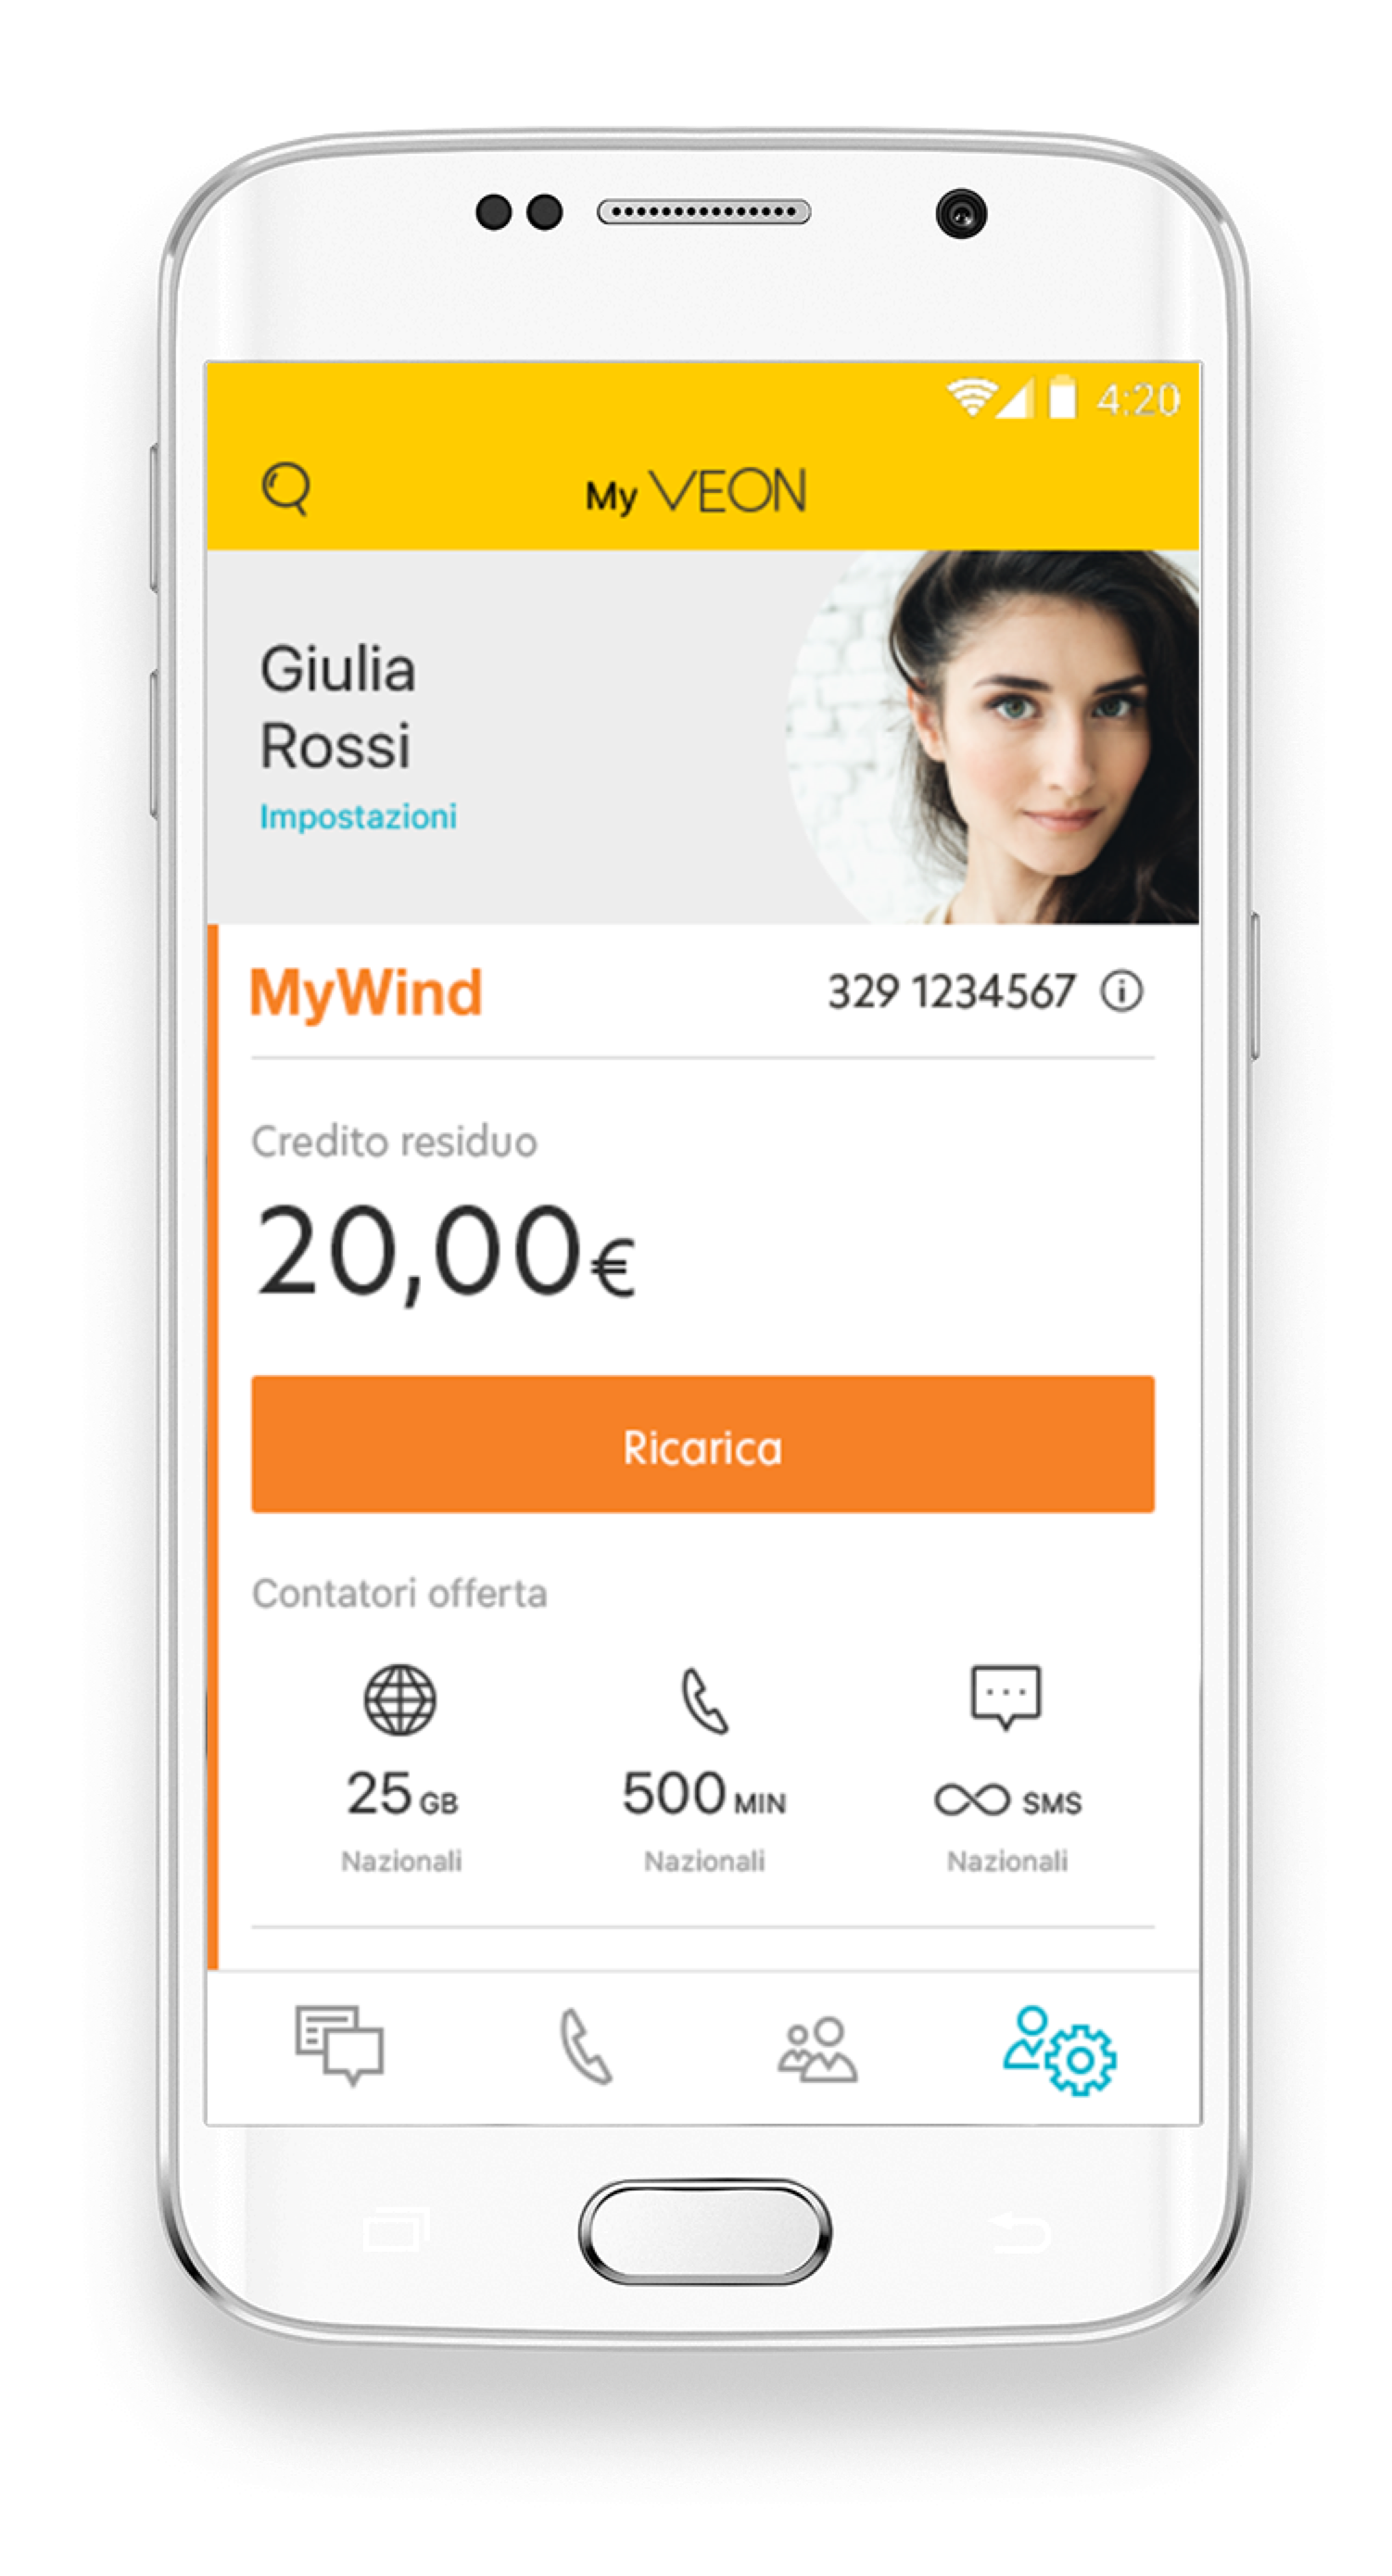 4:20
My VEON
Giulia
Rossi
Impostazioni
MyWind
329 1234567
Credito residuo
20,00€
Ricarica
Contatori offerta
25 GB
500 MIN
∞ SMS
Nazionali
Nazionali
Nazionali